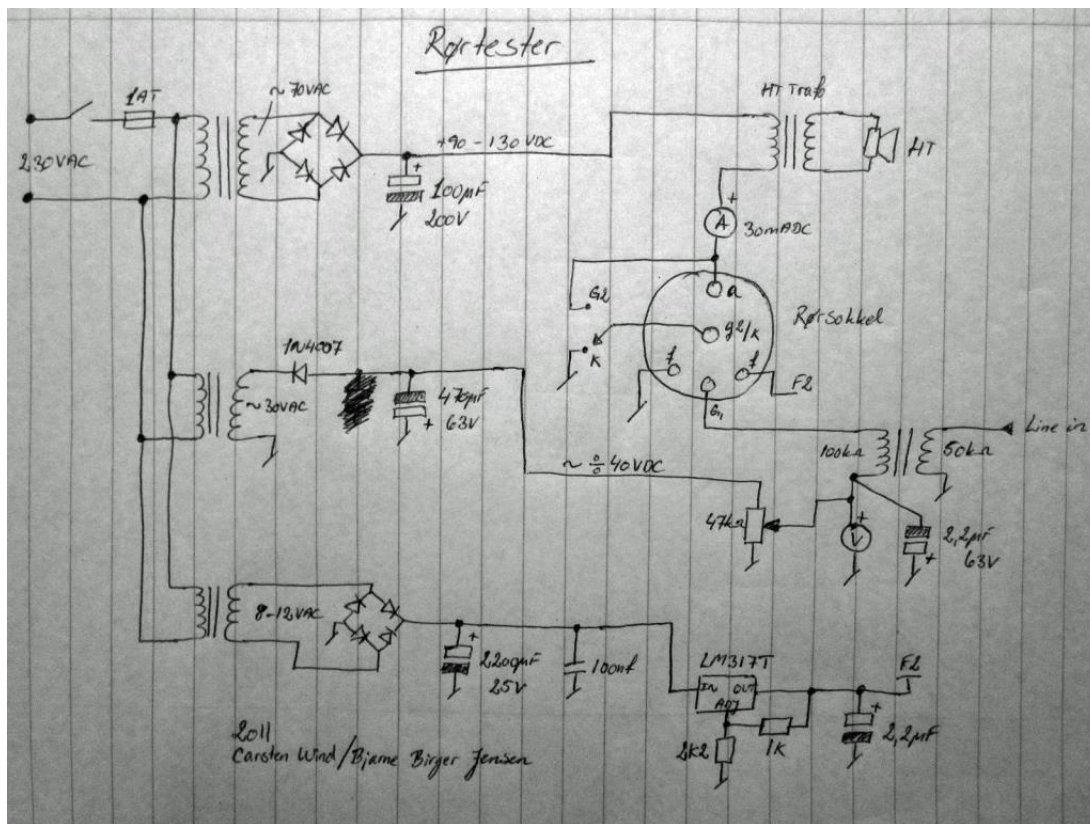 Rørtester
1AT
~70VAC
HT Trafo
230VAC
+90-130VDC
HT
+
100µF
200V
+
A
30mADC
a
G2
g2/k
Rørsokkel
K
f
f
F2
G1
1N4007
~30VAC
470µF
+ 63V
Line in
100kΩ
50kΩ
~ ÷ 40VDC
47kΩ
+
V
2,2µF
+ 63V
8-12VAC
+
2200µF
25V
100nf
LM317T
IN OUT
ADJ
F2
2K2
1K
+
2,2µF
2011
Carsten Wind/Bjarne Birger Jensen